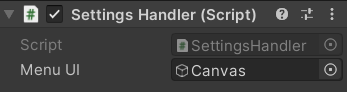 Settings Handler (Script)
Script SettingsHandler
Menu UI Canvas